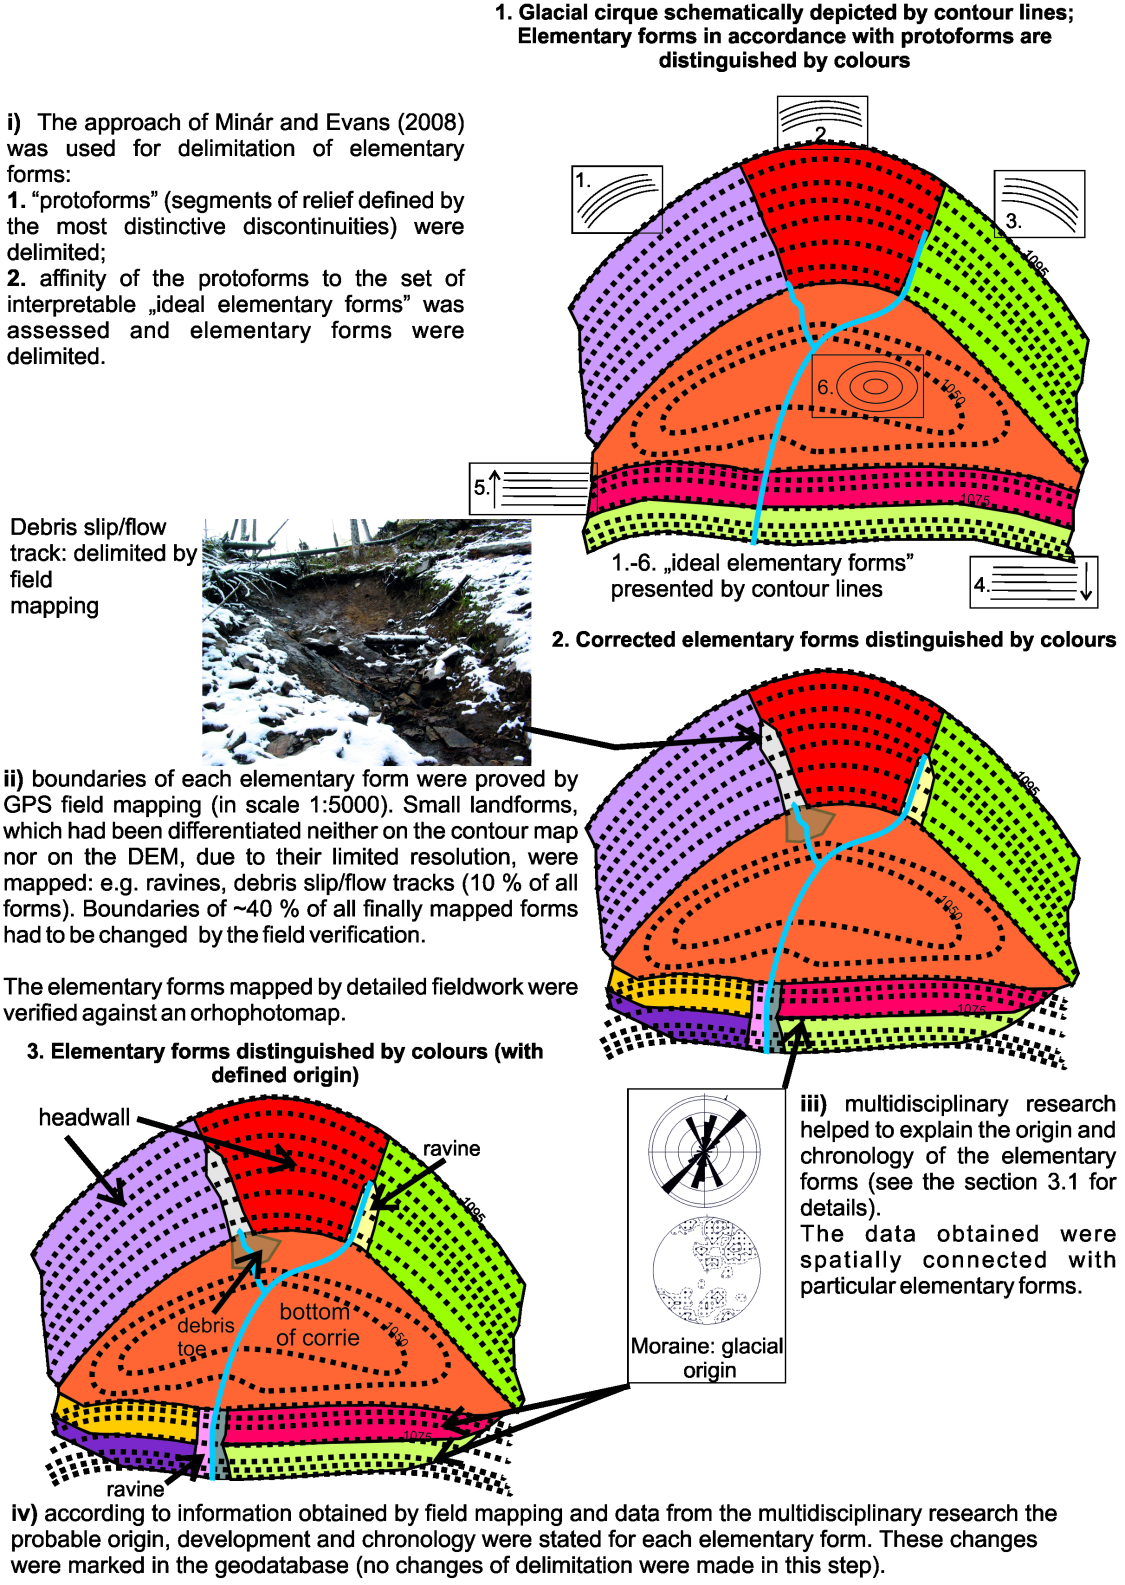 1. Glacial cirque schematically depicted by contour lines;
Elementary forms in accordance with protoforms are
distinguished by colours
i) The approach of Minár and Evans (2008)
was used for delimitation of elementary
forms:
1. “protoforms” (segments of relief defined by
the most distinctive discontinuities) were
delimited;
2. affinity of the protoforms to the set of
interpretable „ideal elementary forms” was
assessed and elementary forms were
delimited.
2
1.
3.
1095
6.
1050
5.
1075
4.
1.-6. „ideal elementary forms”
presented by contour lines
Debris slip/flow
track: delimited by
field
mapping
2. Corrected elementary forms distinguished by colours
1095
1050
1075
ii) boundaries of each elementary form were proved by
GPS field mapping (in scale 1:5000). Small landforms,
which had been differentiated neither on the contour map
nor on the DEM, due to their limited resolution, were
mapped: e.g. ravines, debris slip/flow tracks (10 % of all
forms). Boundaries of ~40 % of all finally mapped forms
had to be changed by the field verification.
The elementary forms mapped by detailed fieldwork were
verified against an orhophotomap.
3. Elementary forms distinguished by colours (with
defined origin)
headwall
ravine
1095
debris
toe
bottom
of corrie
1050
1075
ravine
Moraine: glacial
origin
iii) multidisciplinary research
helped to explain the origin and
chronology of the elementary
forms (see the section 3.1 for
details).
The data obtained were
spatially connected with
particular elementary forms.
iv) according to information obtained by field mapping and data from the multidisciplinary research the
probable origin, development and chronology were stated for each elementary form. These changes
were marked in the geodatabase (no changes of delimitation were made in this step).